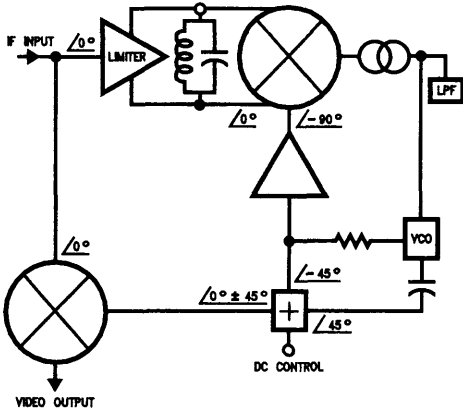 IF INPUT
∠0°
LIMITER
∠0°
∠-90°
LPF
VCO
∠0°
∠-45°
∠0° ± 45°
+
∠45°
DC CONTROL
VIDEO OUTPUT